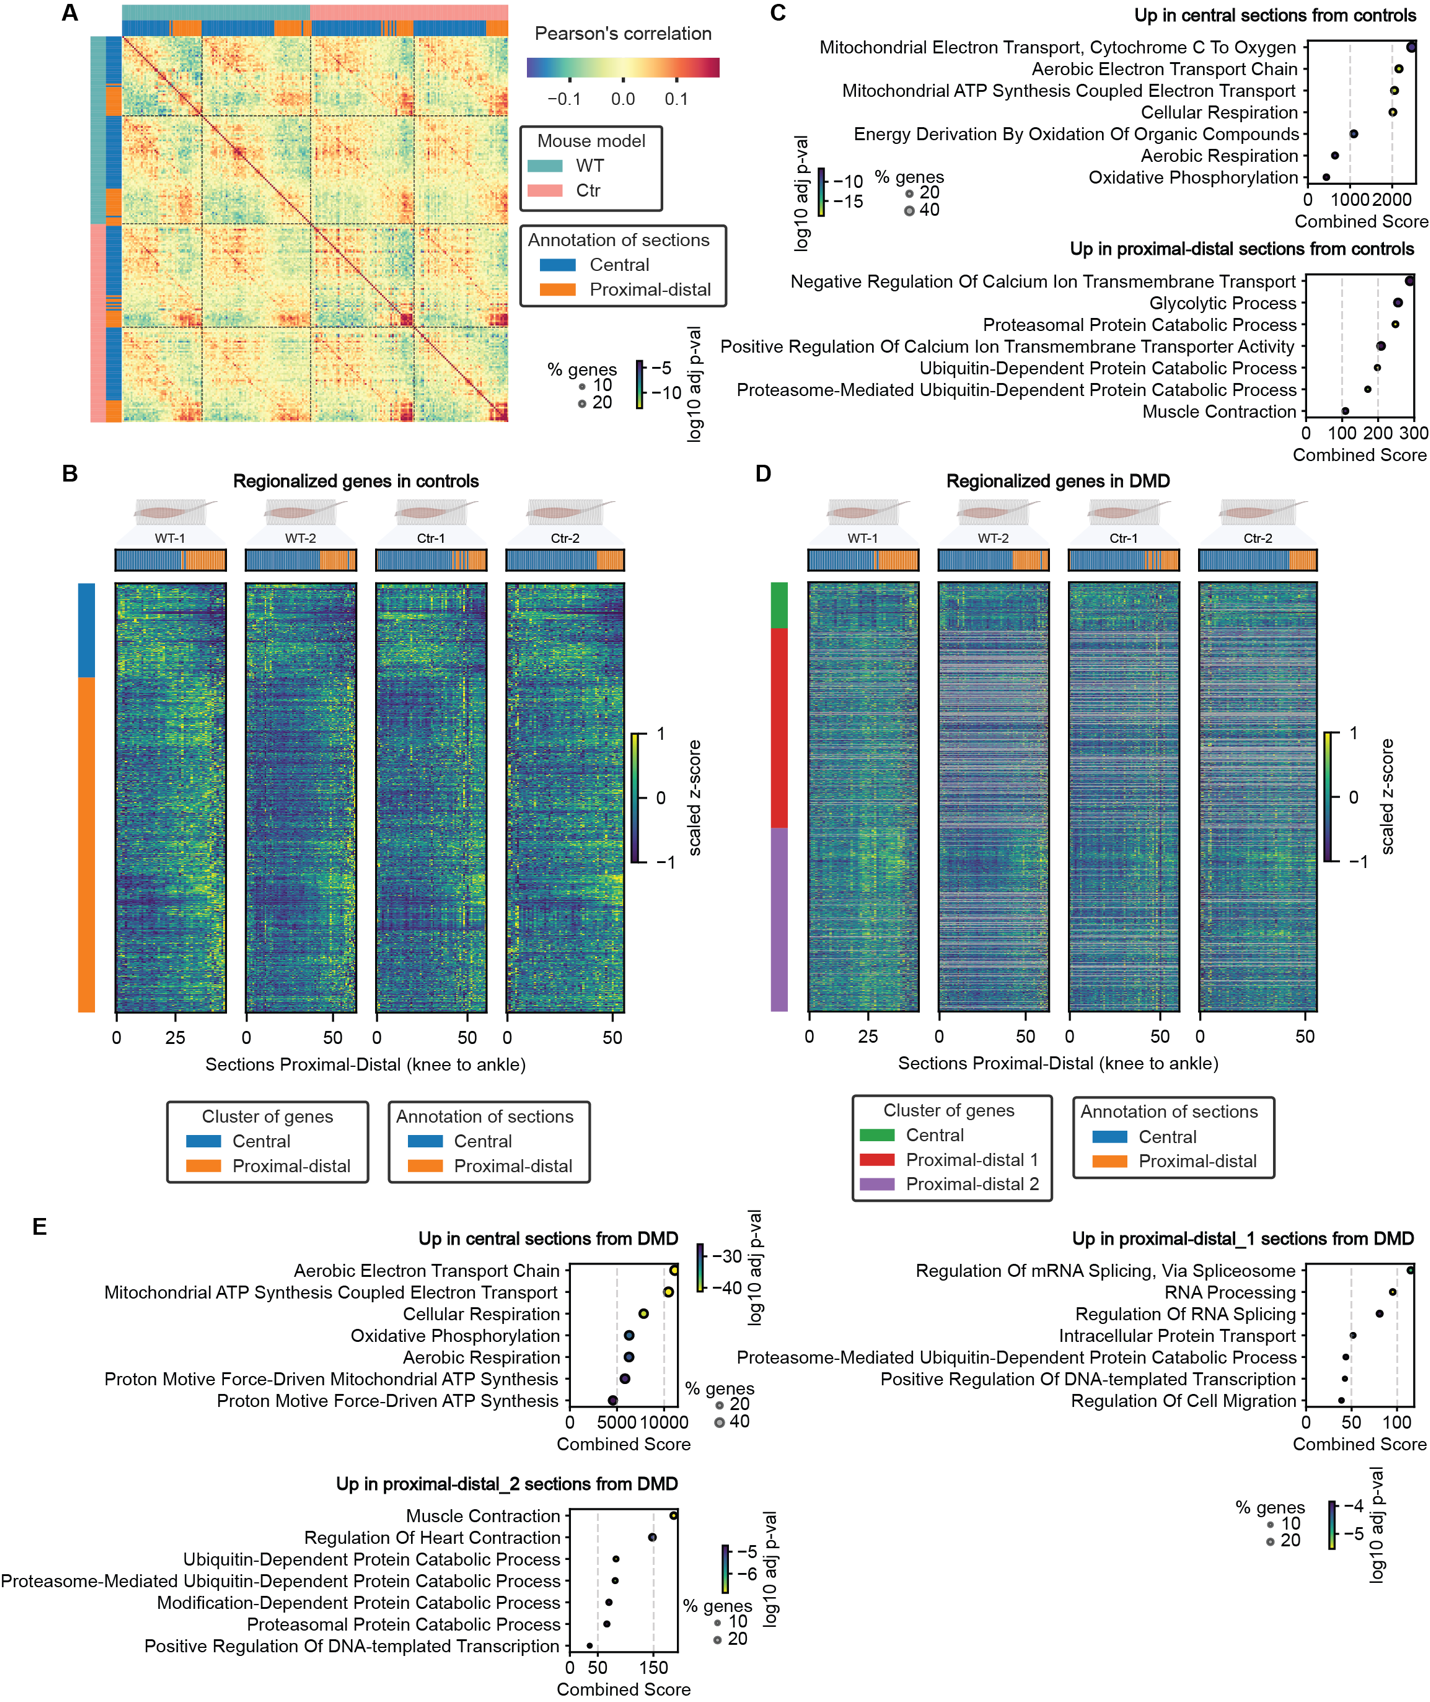 A
Pearson's correlation
−0.1 0.0 0.1
Mouse model
WT
Ctr
Annotation of sections
Central
Proximal-distal
% genes
10
20
−5
−10
log10 adj p-val
C
Up in central sections from controls
Mitochondrial Electron Transport, Cytochrome C To Oxygen
Aerobic Electron Transport Chain
Mitochondrial ATP Synthesis Coupled Electron Transport
Cellular Respiration
Energy Derivation By Oxidation Of Organic Compounds
Aerobic Respiration
Oxidative Phosphorylation
0 1000 2000
Combined Score
log10 adj p-val
−10
−15
% genes
20
40
Up in proximal-distal sections from controls
Negative Regulation Of Calcium Ion Transmembrane Transport
Glycolytic Process
Proteasomal Protein Catabolic Process
Positive Regulation Of Calcium Ion Transmembrane Transporter Activity
Ubiquitin-Dependent Protein Catabolic Process
Proteasome-Mediated Ubiquitin-Dependent Protein Catabolic Process
Muscle Contraction
0 100 200 300
Combined Score
B
Regionalized genes in controls
WT-1 WT-2 Ctr-1 Ctr-2
1
0
−1
scaled z-score
0 25 0 50 0 50 0 50
Sections Proximal-Distal (knee to ankle)
Cluster of genes
Central
Proximal-distal
Annotation of sections
Central
Proximal-distal
D
Regionalized genes in DMD
WT-1 WT-2 Ctr-1 Ctr-2
1
0
−1
scaled z-score
0 25 0 50 0 50 0 50
Sections Proximal-Distal (knee to ankle)
Cluster of genes
Central
Proximal-distal 1
Proximal-distal 2
Annotation of sections
Central
Proximal-distal
E
Up in central sections from DMD
Aerobic Electron Transport Chain
Mitochondrial ATP Synthesis Coupled Electron Transport
Cellular Respiration
Oxidative Phosphorylation
Aerobic Respiration
Proton Motive Force-Driven Mitochondrial ATP Synthesis
Proton Motive Force-Driven ATP Synthesis
0 50000 10000
Combined Score
−30
−40
log10 adj p-val
% genes
20
40
Up in proximal-distal_1 sections from DMD
Regulation Of mRNA Splicing, Via Spliceosome
RNA Processing
Regulation Of RNA Splicing
Intracellular Protein Transport
Proteasome-Mediated Ubiquitin-Dependent Protein Catabolic Process
Positive Regulation Of DNA-templated Transcription
Regulation Of Cell Migration
0 50 100
Combined Score
% genes
10
20
−4
−5
log10 adj p-val
Up in proximal-distal_2 sections from DMD
Muscle Contraction
Regulation Of Heart Contraction
Ubiquitin-Dependent Protein Catabolic Process
Proteasome-Mediated Ubiquitin-Dependent Protein Catabolic Process
Modification-Dependent Protein Catabolic Process
Proteasomal Protein Catabolic Process
Positive Regulation Of DNA-templated Transcription
0 50 150
Combined Score
−5
−6
log10 adj p-val
% genes
10
20